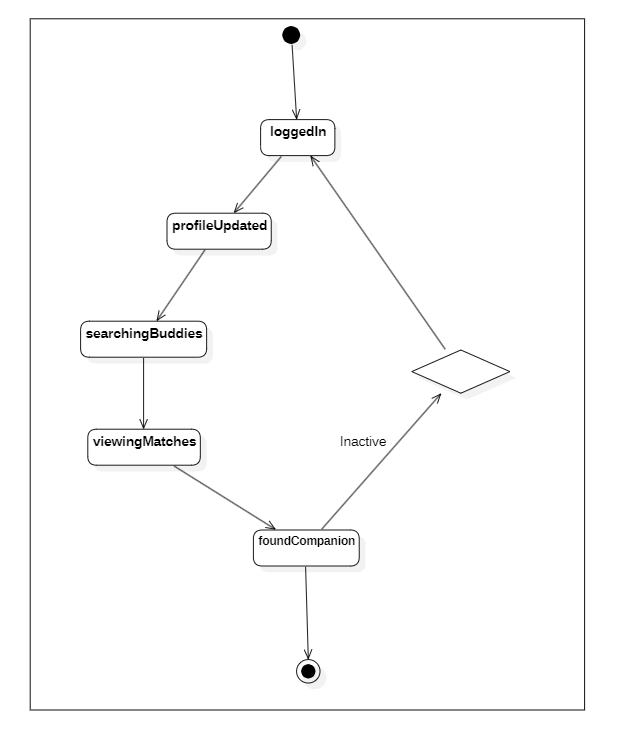 loggedIn
profileUpdated
searchingBuddies
viewingMatches
Inactive
foundCompanion